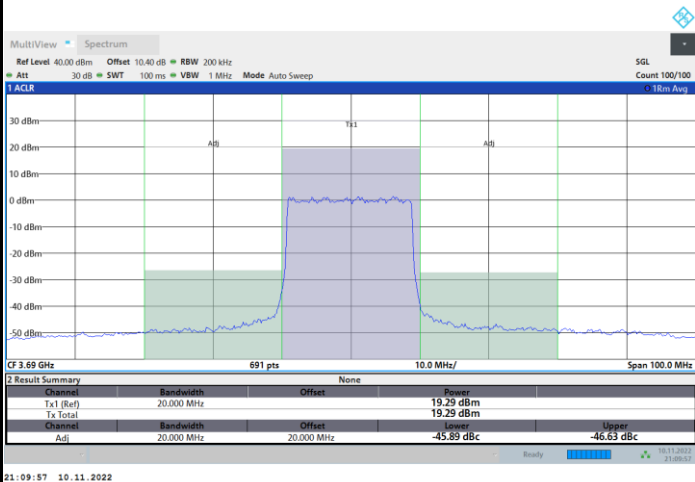 MultiView Spectrum
Ref Level 40.00 dBm Offset 10.40 dB RBW 200 kHz SGL
Att 30 dB SWT 100 ms VBW 1 MHz Mode Auto Sweep Count 100/100
1 ACLR 1Rm Avg
30 dBm
Tx1
20 dBm
Adj Adj
10 dBm
0 dBm
-10 dBm
-20 dBm
-30 dBm
-40 dBm
-50 dBm
CF 3.69 GHz 691 pts 10.0 MHz/ Span 100.0 MHz
2 Result Summary None
Channel Bandwidth Offset Power
Tx1 (Ref) 20.000 MHz 19.29 dBm
Tx Total 19.29 dBm
Channel Bandwidth Offset Lower Upper
Adj 20.000 MHz 20.000 MHz -45.89 dBc -46.63 dBc
Ready 10.11.2022
21:09:57
21:09:57 10.11.2022